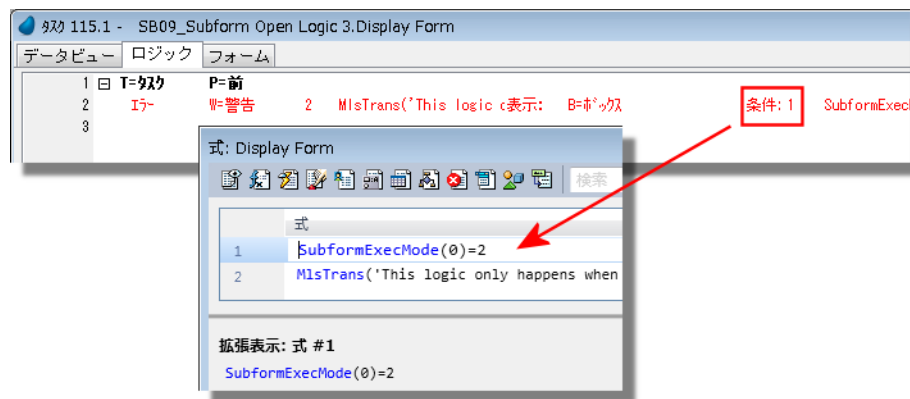 タスク 115.1 - SB09_Subform Open Logic 3.Display Form
データビュー ロジック フォーム
1 T=タスク P=前
2 エラー W=警告 2 MlsTrans('This logic c表示: B=ボックス 条件: 1 SubformExec
3
式: Display Form
検索
式
1 SubformExecMode(0)=2
2 MlsTrans('This logic only happens when
拡張表示: 式 #1
SubformExecMode(0)=2